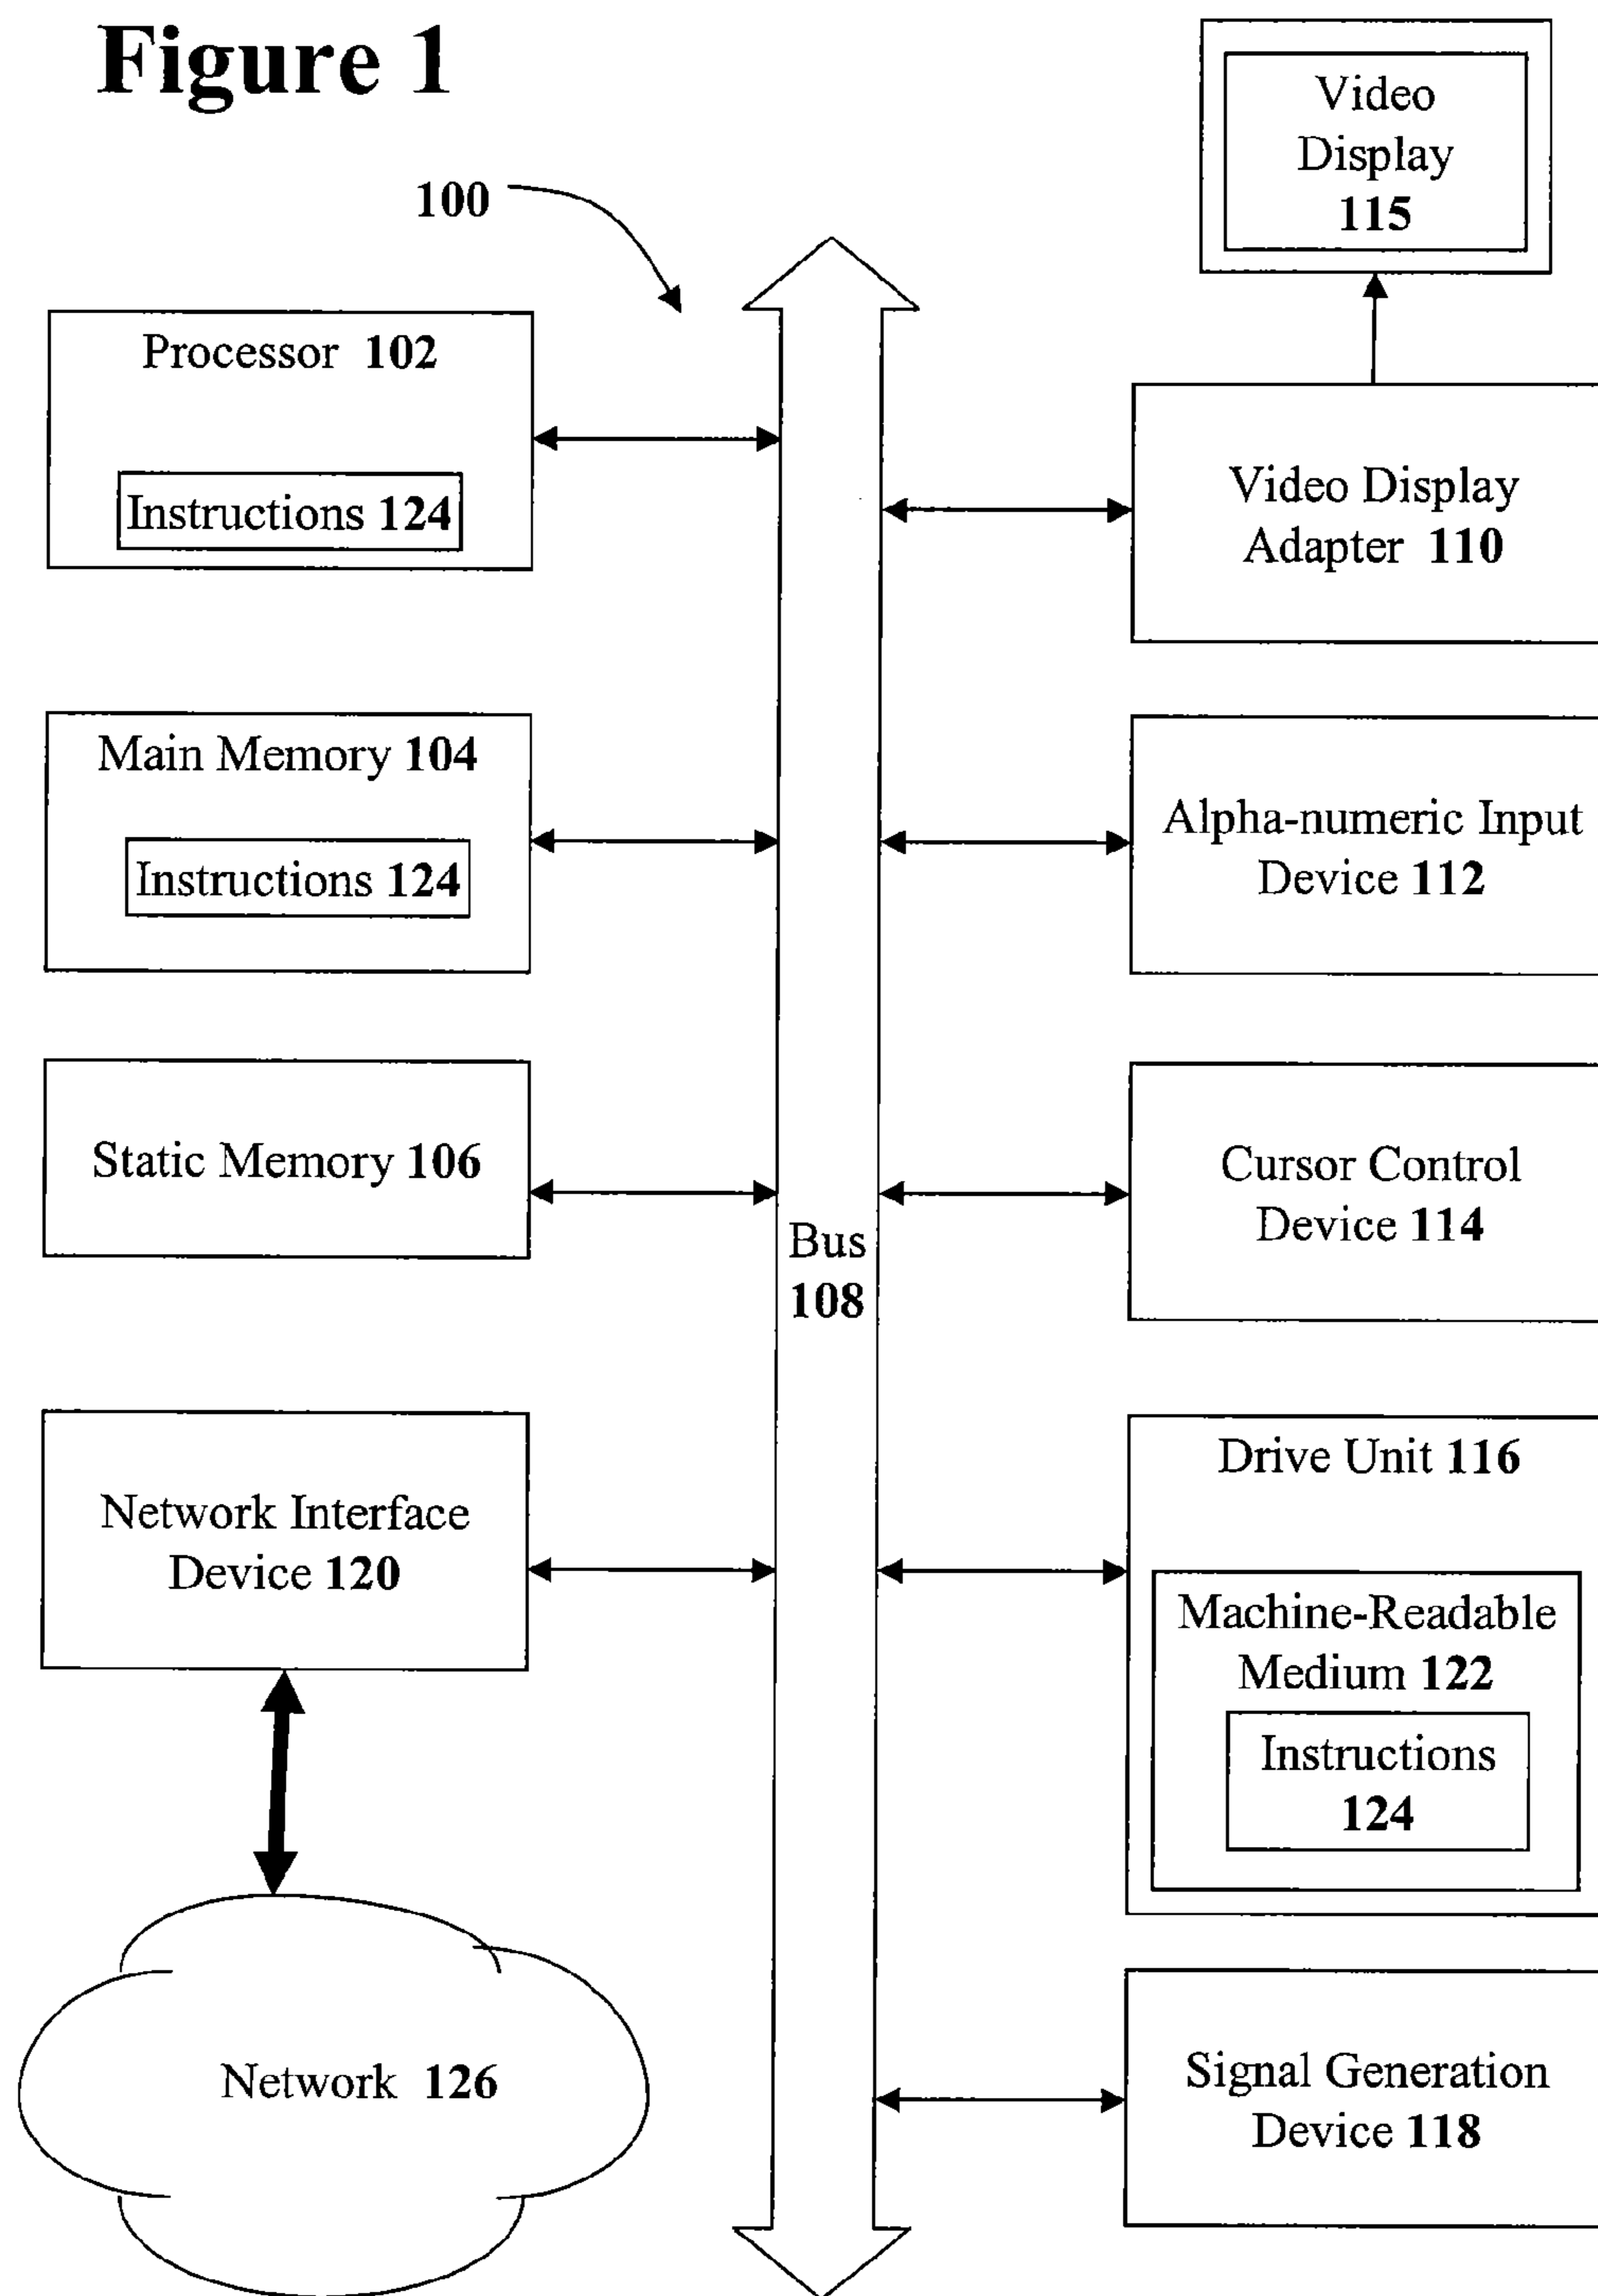 Figure 1
100
Video
Display
115
Processor 102
Instructions 124
Video Display
Adapter 110
Main Memory 104
Instructions 124
Alpha-numeric Input
Device 112
Static Memory 106
Cursor Control
Device 114
Bus
108
Network Interface
Device 120
Drive Unit 116
Machine-Readable
Medium 122
Instructions
124
Network 126
Signal Generation
Device 118